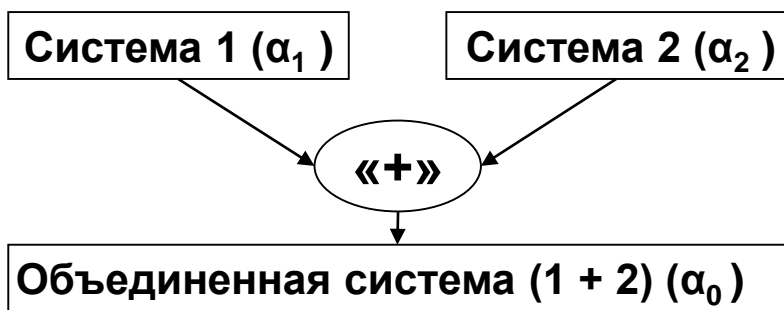 Система 1 (α₁ )
Система 2 (α₂ )
«+»
Объединенная система (1 + 2) (α₀ )